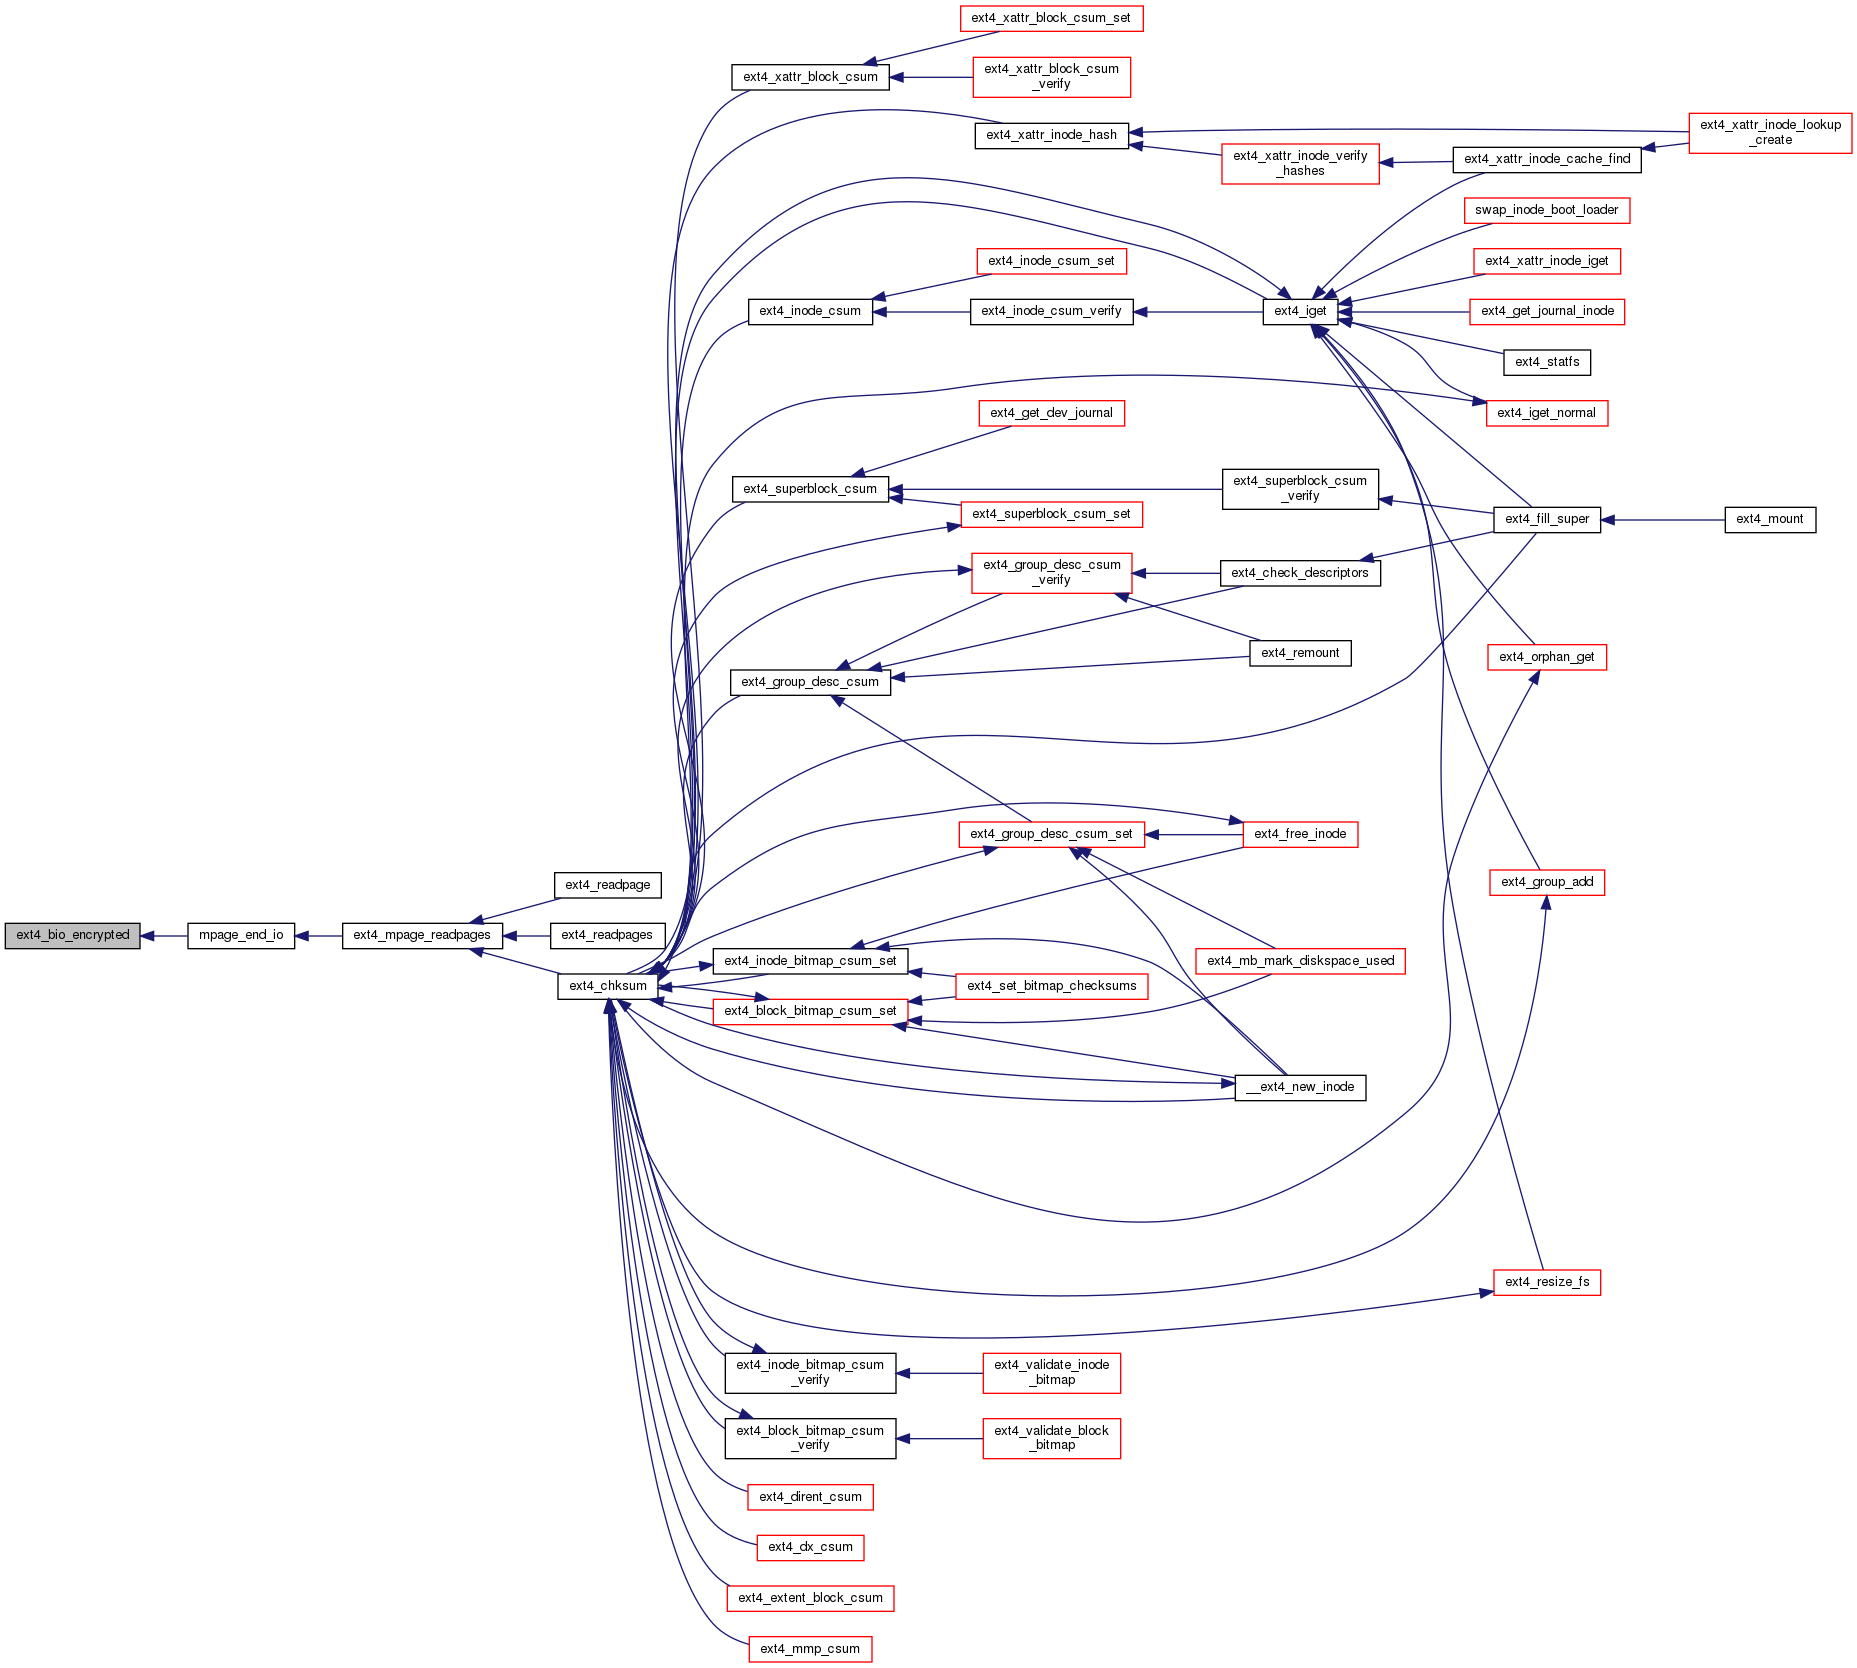 ext4_xattr_block_csum_set
ext4_xattr_block_csum
ext4_xattr_block_csum
_verify
ext4_xattr_inode_hash
ext4_xattr_inode_lookup
_create
ext4_xattr_inode_verify
_hashes
ext4_xattr_inode_cache_find
swap_inode_boot_loader
ext4_inode_csum_set
ext4_xattr_inode_iget
ext4_inode_csum
ext4_inode_csum_verify
ext4_iget
ext4_get_journal_inode
ext4_statfs
ext4_get_dev_journal
ext4_iget_normal
ext4_superblock_csum
ext4_superblock_csum
_verify
ext4_superblock_csum_set
ext4_fill_super
ext4_mount
ext4_group_desc_csum
_verify
ext4_check_descriptors
ext4_remount
ext4_orphan_get
ext4_group_desc_csum
ext4_group_desc_csum_set
ext4_free_inode
ext4_readpage
ext4_group_add
ext4_bio_encrypted
mpage_end_io
ext4_mpage_readpages
ext4_readpages
ext4_inode_bitmap_csum_set
ext4_mb_mark_diskspace_used
ext4_chksum
ext4_set_bitmap_checksums
ext4_block_bitmap_csum_set
__ext4_new_inode
ext4_resize_fs
ext4_inode_bitmap_csum
_verify
ext4_validate_inode
_bitmap
ext4_block_bitmap_csum
_verify
ext4_validate_block
_bitmap
ext4_dirent_csum
ext4_dx_csum
ext4_extent_block_csum
ext4_mmp_csum